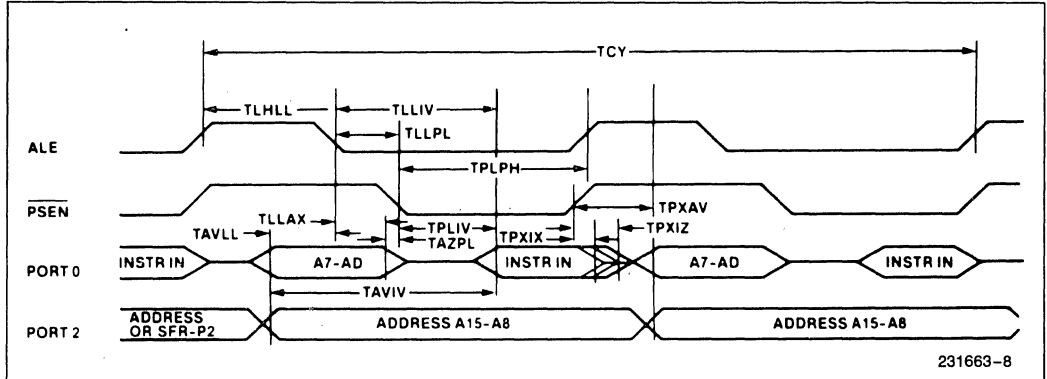 TCY
TLHLL
TLLIV
TLLPL
ALE
TPLPH
PSEN
TLLAX
TPLIV
TPXAV
TAVLL
TAZPL
TPXIX
TPXIZ
PORT 0
INSTR IN
A7-AD
INSTR IN
A7-AD
INSTR IN
TAVIV
PORT 2
ADDRESS
OR SFR-P2
ADDRESS A15-A8
ADDRESS A15-A8
231663-8